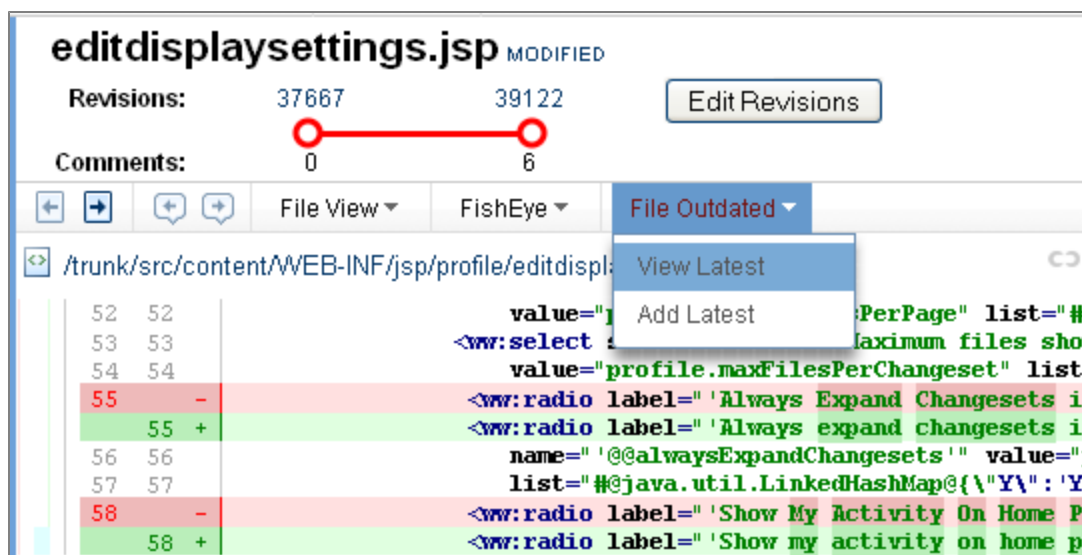 editdisplaysettings.jsp MODIFIED
Revisions: 37667 39122 Edit Revisions
Comments: 0 6
File View FishEye File Outdated
/trunk/src/content/WEB-INF/jsp/profile/editdispl
View Latest
Add Latest
52 52 value="p PerPage" list="#
53 53 <ww:select s Maximum files sho
54 54 value="profile.maxFilesPerChangeset" list
55 - <ww:radio label="'Always Expand Changesets i
55 + <ww:radio label="'Always expand changesets i
56 56 name="'@@alwaysExpandChangesets'" value="
57 57 list="#@java.util.LinkedHashMap@{\"Y\":'Y
58 - <ww:radio label="'Show My Activity On Home P
58 + <ww:radio label="'Show my activity on home p